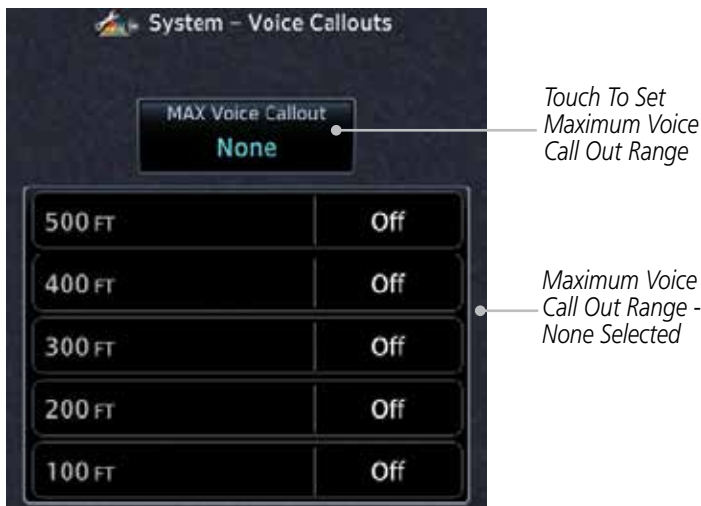 System – Voice Callouts
MAX Voice Callout
None
Touch To Set
Maximum Voice
Call Out Range
500 FT Off
400 FT Off
300 FT Off
200 FT Off
100 FT Off
Maximum Voice
Call Out Range -
None Selected